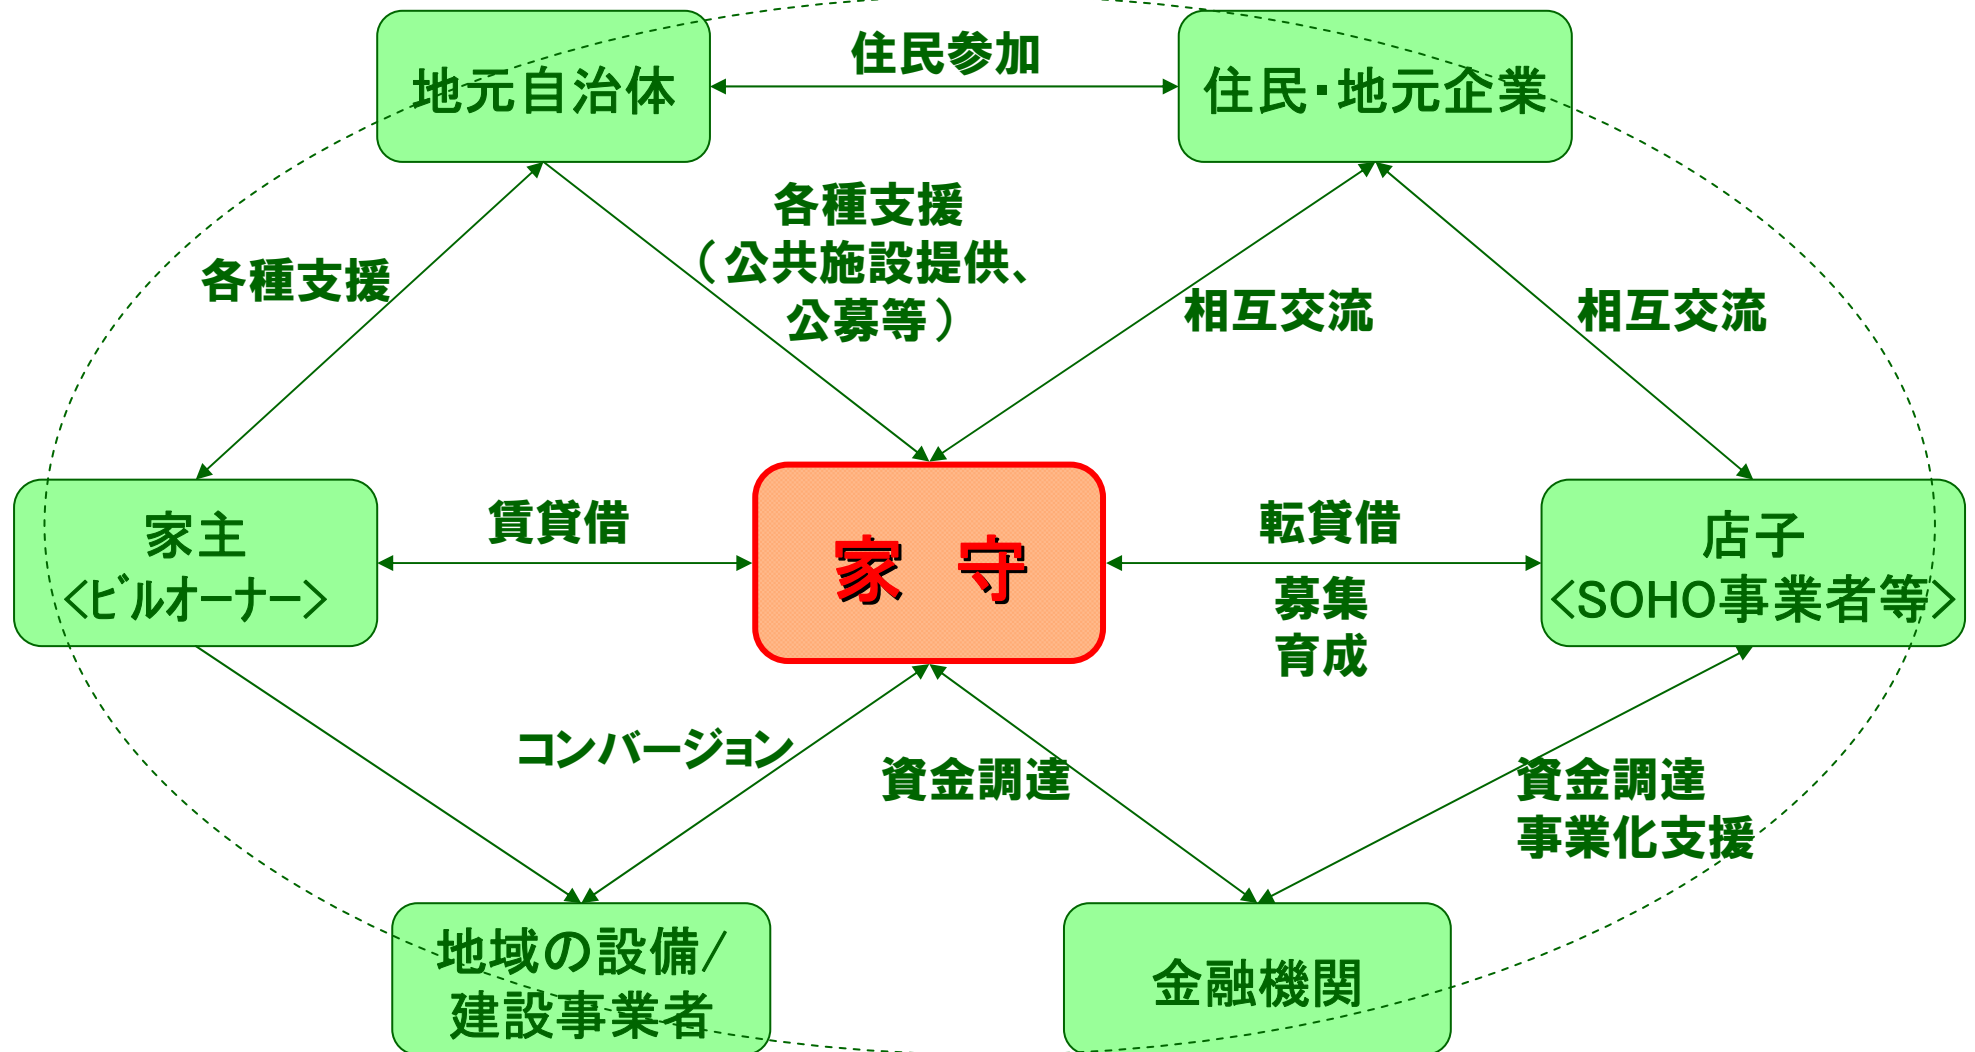 地元自治体
住民参加
住民・地元企業
各種支援
各種支援
（公共施設提供、
公募等）
相互交流
相互交流
家主
<ﾋﾞﾙｵｰﾅｰ>
賃貸借
家　守
転貸借
募集
育成
店子
<SOHO事業者等>
コンバージョン
資金調達
資金調達
事業化支援
地域の設備/
建設事業者
金融機関